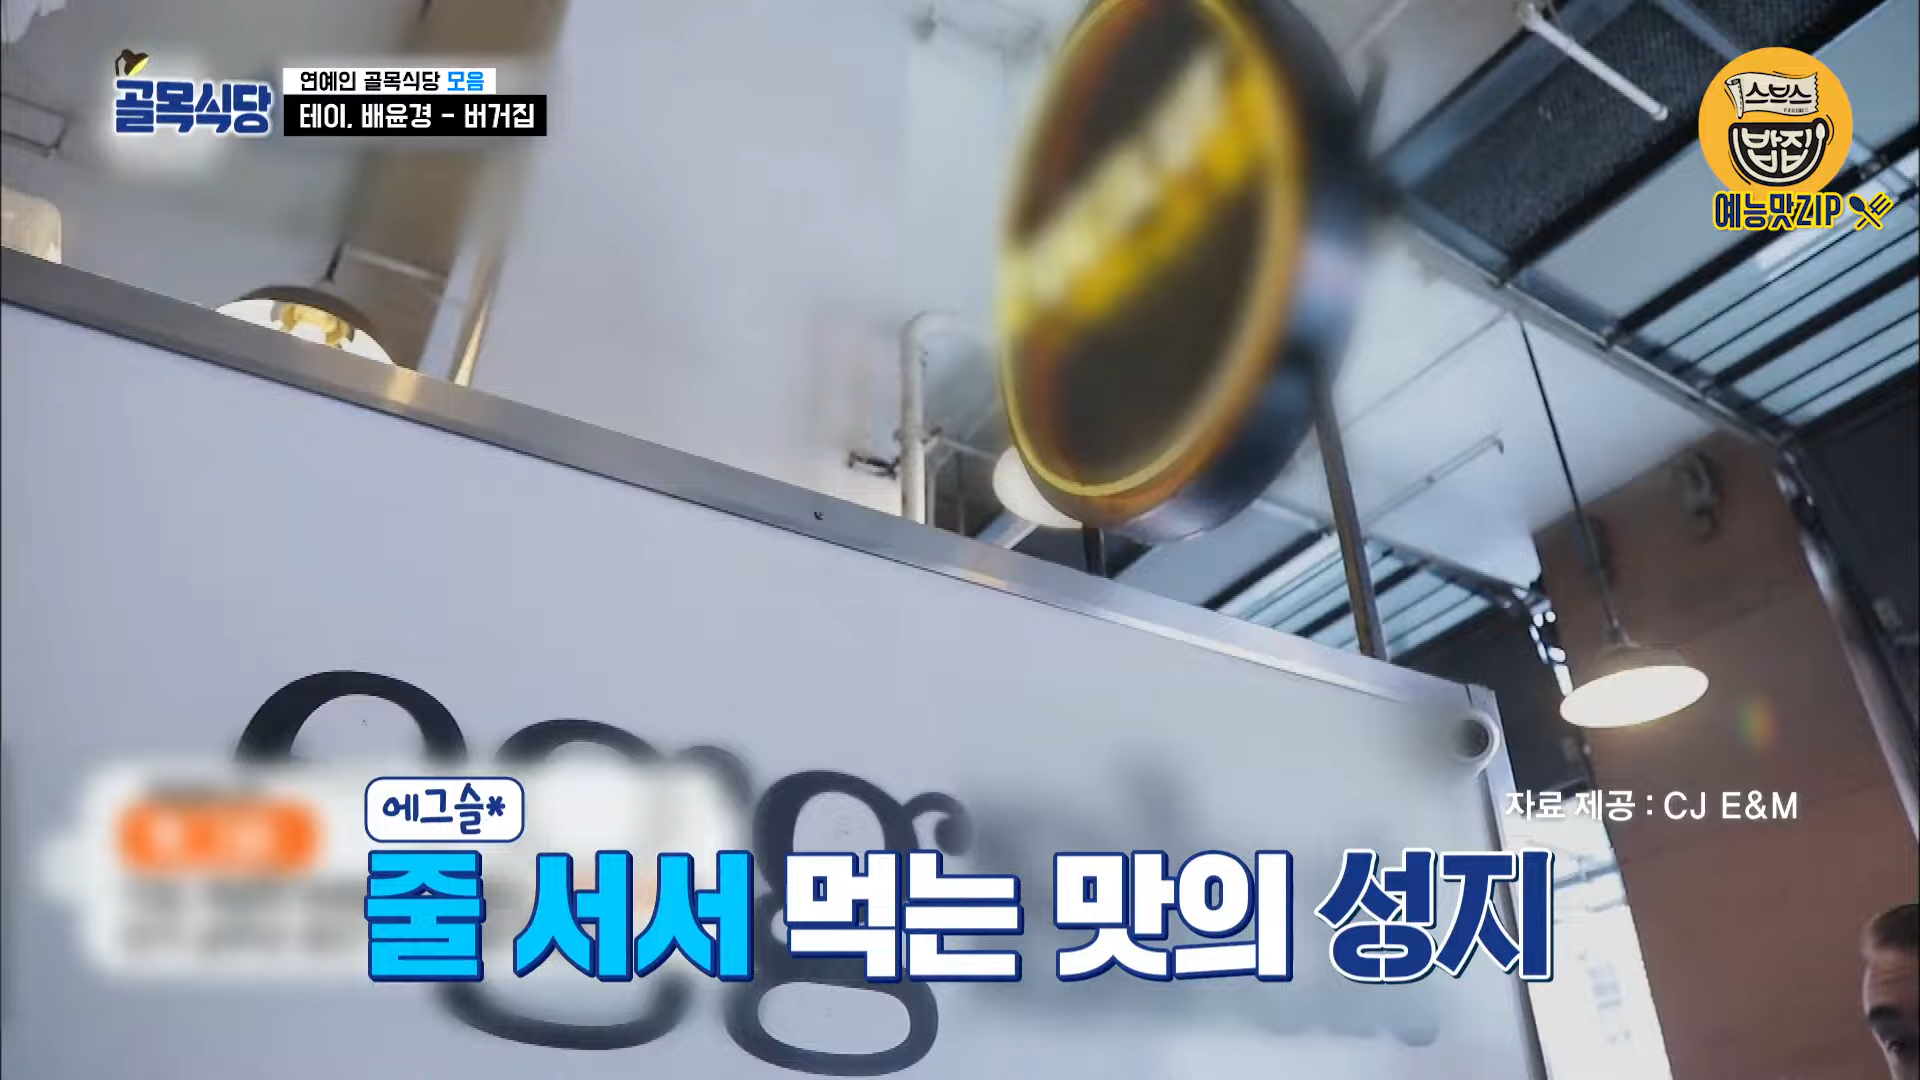 골목식당
연예인 골목식당 모음
테이, 배윤경 - 버거집
스브스
밥집
예능맛ZIP
egg
에그슬*
자료 제공 : CJ E&M
줄 서서 먹는 맛의 성지